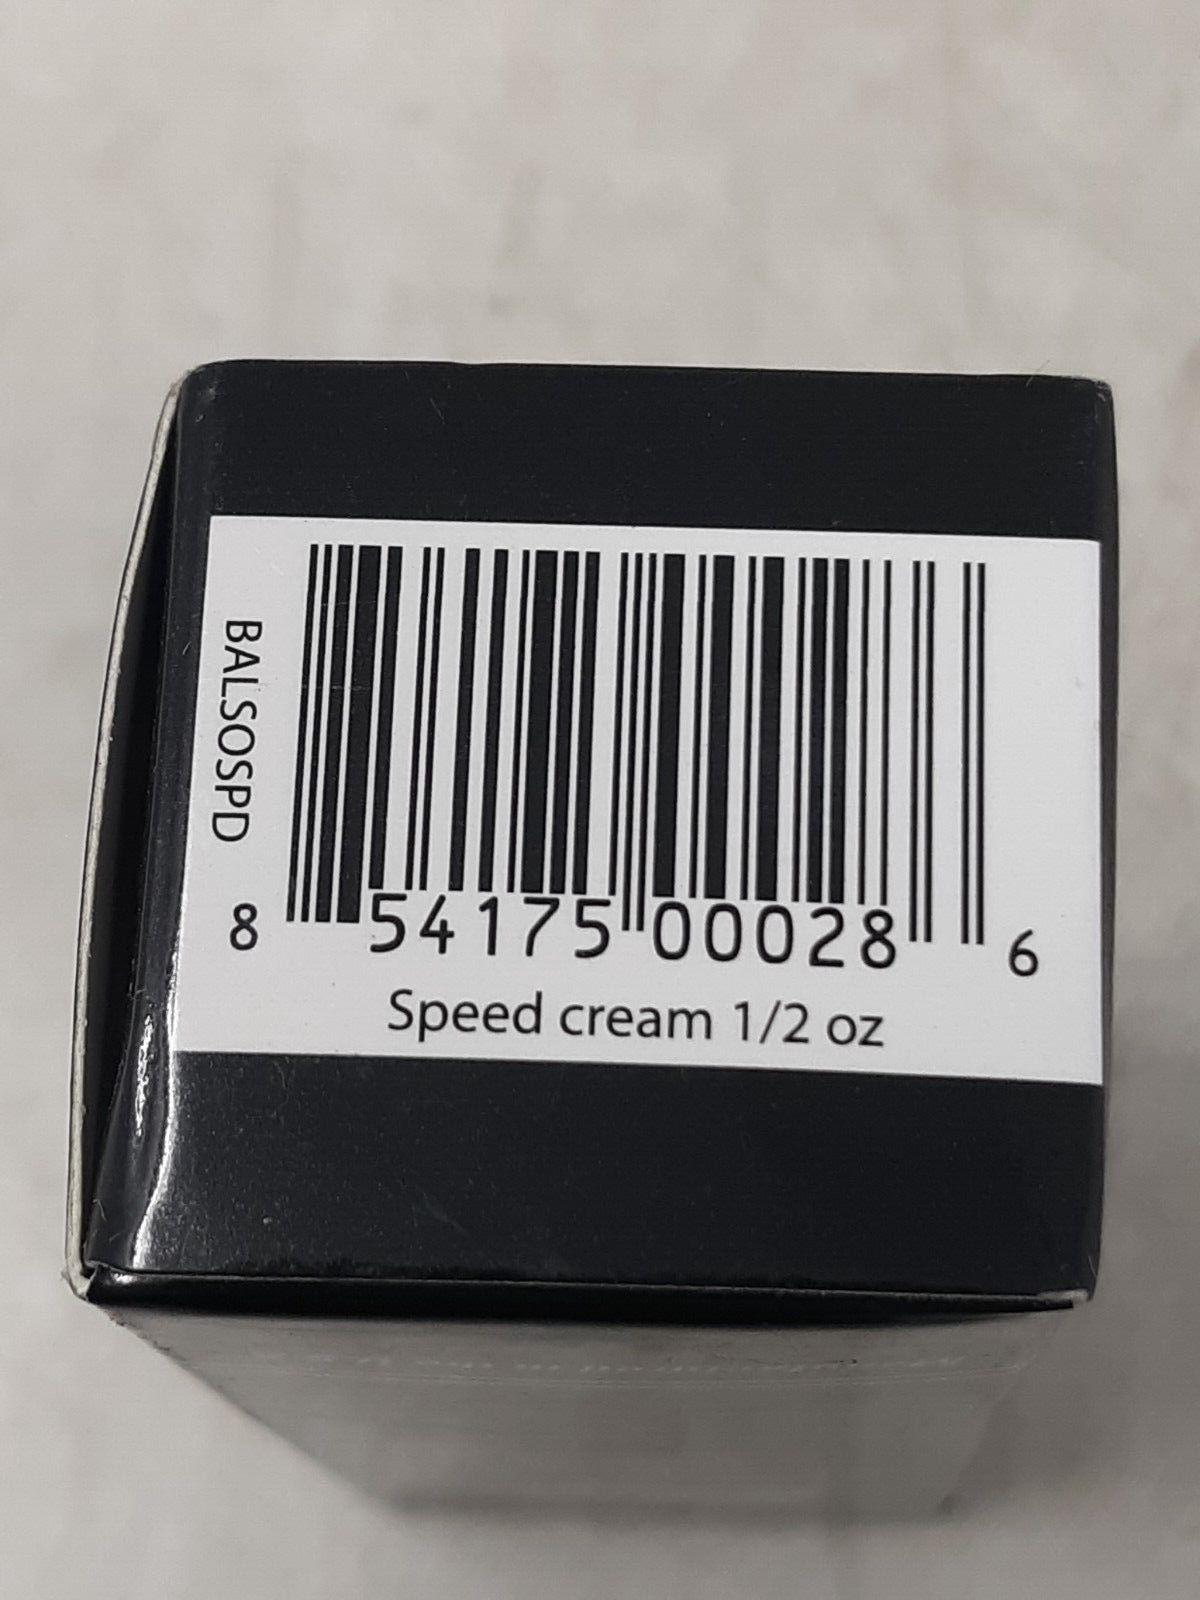 BALSOSPD
8 54175 00028 6
Speed cream 1/2 oz